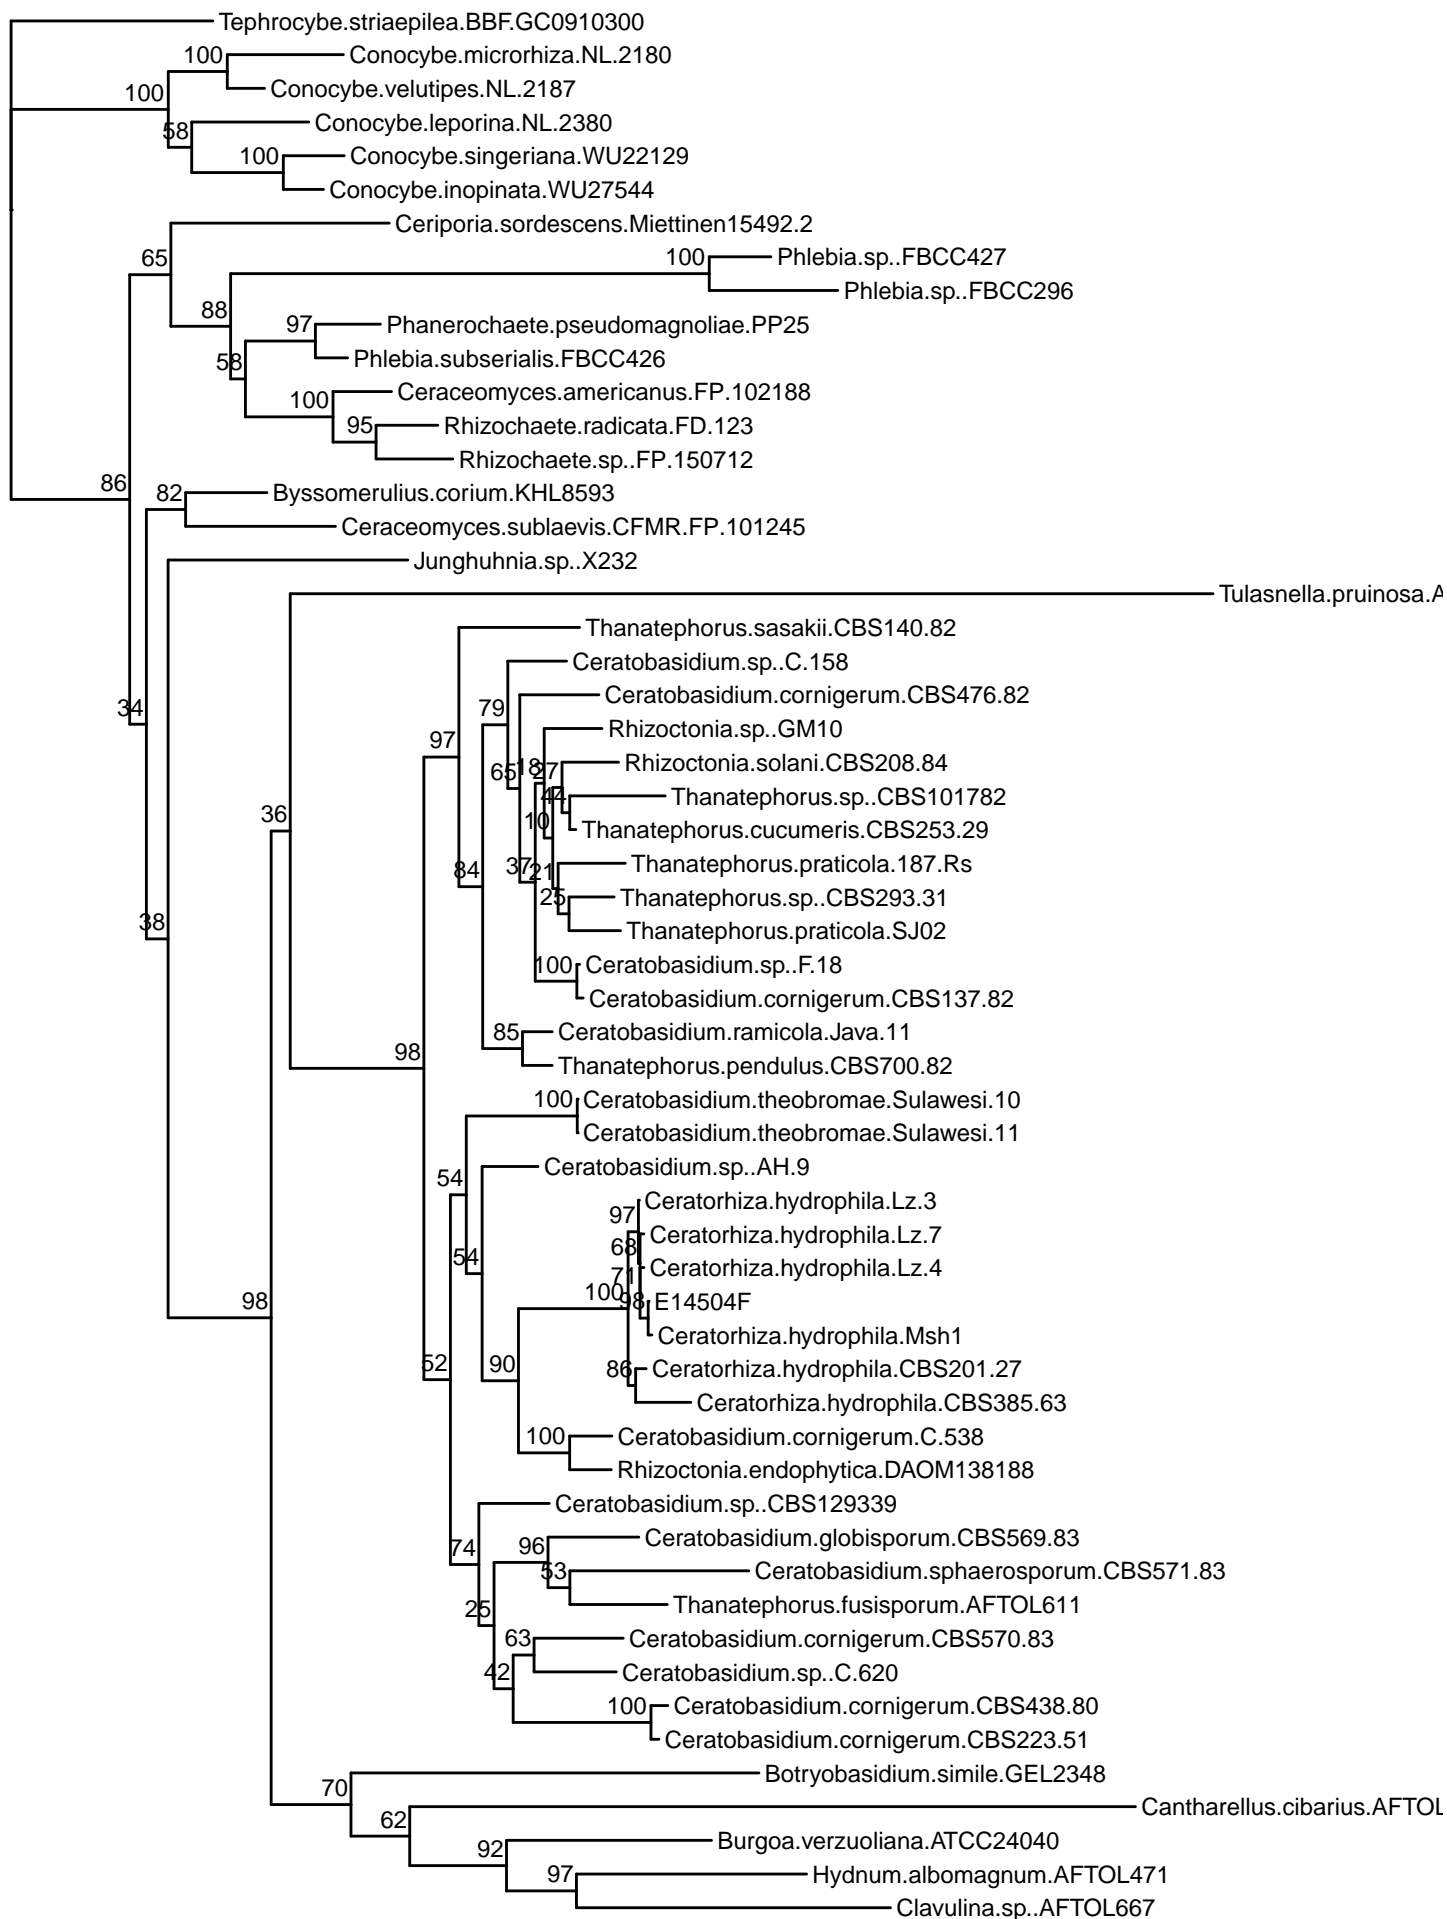 Tephrocybe.striaepilea.BBF.GC0910300
100
Conocybe.microrhiza.NL.2180
100
Conocybe.velutipes.NL.2187
58
Conocybe.leporina.NL.2380
100
Conocybe.singeriana.WU22129
Conocybe.inopinata.WU27544
Ceriporia.sordescens.Miettinen15492.2
65
100
Phlebia.sp..FBCC427
Phlebia.sp..FBCC296
88
97
Phanerochaete.pseudomagnoliae.PP25
58
Phlebia.subserialis.FBCC426
100
Ceraceomyces.americanus.FP.102188
95
Rhizochaete.radicata.FD.123
Rhizochaete.sp..FP.150712
86
82
Byssomerulius.corium.KHL8593
Ceraceomyces.sublaevis.CFMR.FP.101245
Junghuhnia.sp..X232
Tulasnella.pruinosa.A
Thanatephorus.sasakii.CBS140.82
Ceratobasidium.sp..C.158
Ceratobasidium.cornigerum.CBS476.82
34
79
Rhizoctonia.sp..GM10
97
65
18
27
Rhizoctonia.solani.CBS208.84
44
Thanatephorus.sp..CBS101782
36
10
Thanatephorus.cucumeris.CBS253.29
84
37
21
Thanatephorus.praticola.187.Rs
25
Thanatephorus.sp..CBS293.31
38
Thanatephorus.praticola.SJ02
100
Ceratobasidium.sp..F.18
Ceratobasidium.cornigerum.CBS137.82
85
Ceratobasidium.ramicola.Java.11
98
Thanatephorus.pendulus.CBS700.82
100
Ceratobasidium.theobromae.Sulawesi.10
Ceratobasidium.theobromae.Sulawesi.11
54
Ceratobasidium.sp..AH.9
Ceratorhiza.hydrophila.Lz.3
97
Ceratorhiza.hydrophila.Lz.7
54
68
Ceratorhiza.hydrophila.Lz.4
71
98
100
98
E14504F
Ceratorhiza.hydrophila.Msh1
52
90
86
Ceratorhiza.hydrophila.CBS201.27
Ceratorhiza.hydrophila.CBS385.63
100
Ceratobasidium.cornigerum.C.538
Rhizoctonia.endophytica.DAOM138188
Ceratobasidium.sp..CBS129339
74
96
Ceratobasidium.globisporum.CBS569.83
53
Ceratobasidium.sphaerosporum.CBS571.83
25
Thanatephorus.fusisporum.AFTOL611
63
Ceratobasidium.cornigerum.CBS570.83
42
Ceratobasidium.sp..C.620
100
Ceratobasidium.cornigerum.CBS438.80
Ceratobasidium.cornigerum.CBS223.51
70
Botryobasidium.simile.GEL2348
62
Cantharellus.cibarius.AFTOL
92
Burgoa.verzuoliana.ATCC24040
97
Hydnum.albomagnum.AFTOL471
Clavulina.sp..AFTOL667